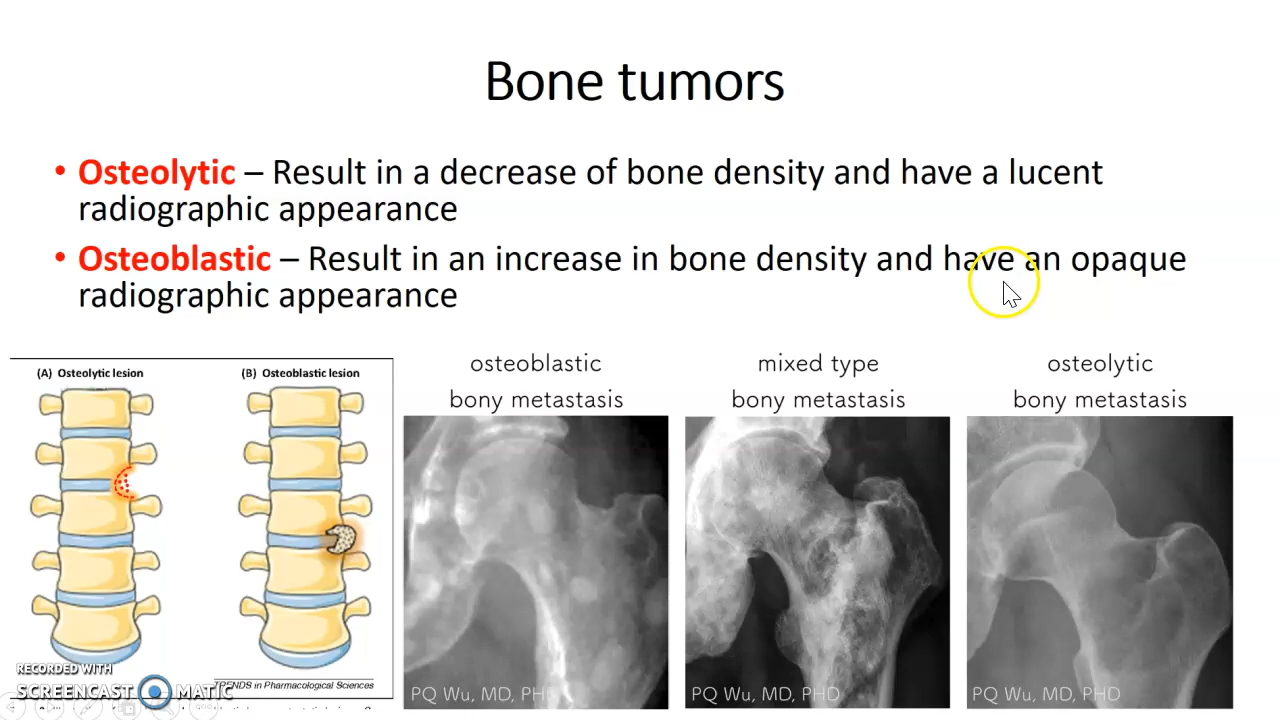 Bone tumors
• Osteolytic – Result in a decrease of bone density and have a lucent
radiographic appearance
• Osteoblastic – Result in an increase in bone density and have an opaque
radiographic appearance
(A) Osteolytic lesion
(B) Osteoblastic lesion
TRENDS in Pharmacological Sciences
osteoblastic
bony metastasis
mixed type
bony metastasis
osteolytic
bony metastasis
PQ Wu, MD, PHD
PQ Wu, MD, PHD
PQ Wu, MD, PHD
RECORDED WITH
SCREENCAST MATIC